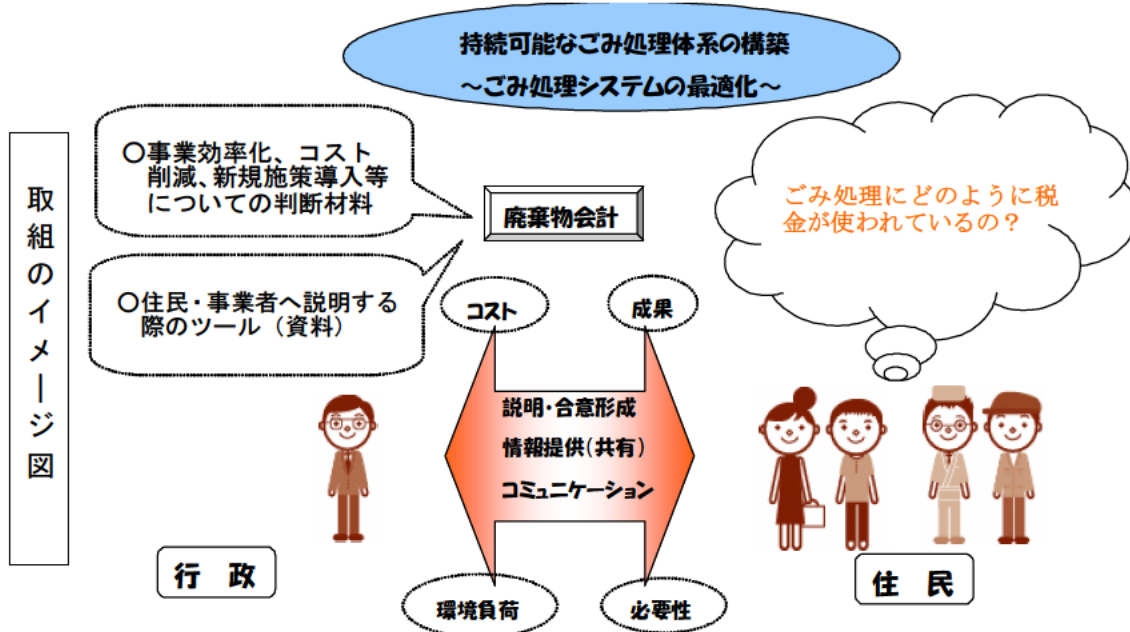 持続可能なごみ処理体系の構築
～ごみ処理システムの最適化～
取組のイメージ図
○事業効率化、コスト
削減、新規施策導入等
についての判断材料
廃棄物会計
ごみ処理にどのように税
金が使われているの？
○住民・事業者へ説明する
際のツール（資料）
コスト
成果
説明・合意形成
情報提供（共有）
コミュニケーション
行 政
住 民
環境負荷
必要性